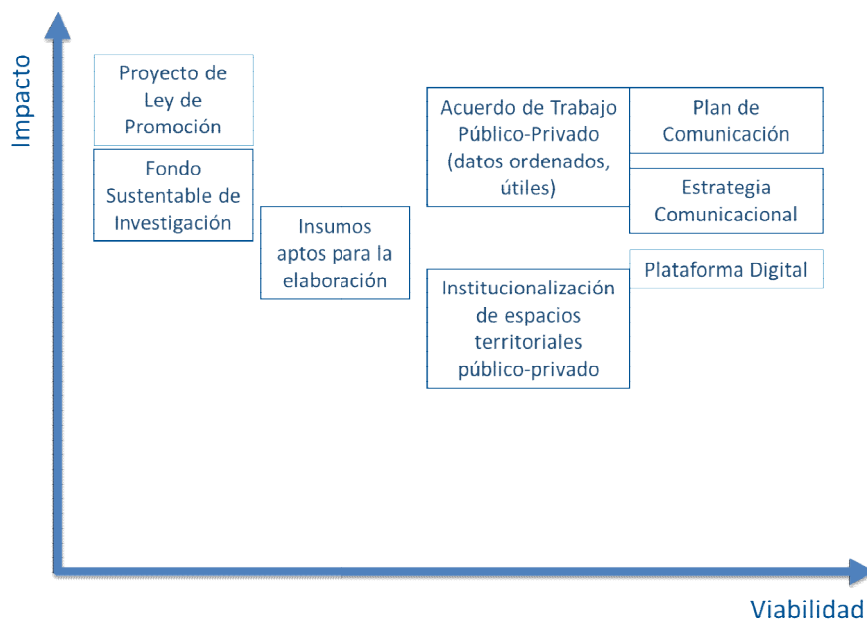 Impacto
Proyecto de
Ley de
Promoción
Fondo
Sustentable de
Investigación
Insumos
aptos para la
elaboración
Acuerdo de Trabajo
Público-Privado
(datos ordenados,
útiles)
Institucionalización
de espacios
territoriales
público-privado
Plan de
Comunicación
Estrategia
Comunicacional
Plataforma Digital
Viabilidad